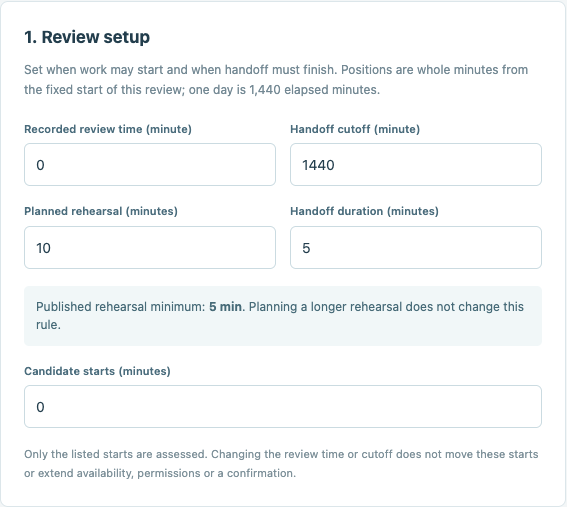 1. Review setup
Set when work may start and when handoff must finish. Positions are whole minutes from
the fixed start of this review; one day is 1,440 elapsed minutes.
Recorded review time (minute)
Handoff cutoff (minute)
0
1440
Planned rehearsal (minutes)
Handoff duration (minutes)
10
5
Published rehearsal minimum: 5 min. Planning a longer rehearsal does not change this
rule.
Candidate starts (minutes)
0
Only the listed starts are assessed. Changing the review time or cutoff does not move these starts
or extend availability, permissions or a confirmation.